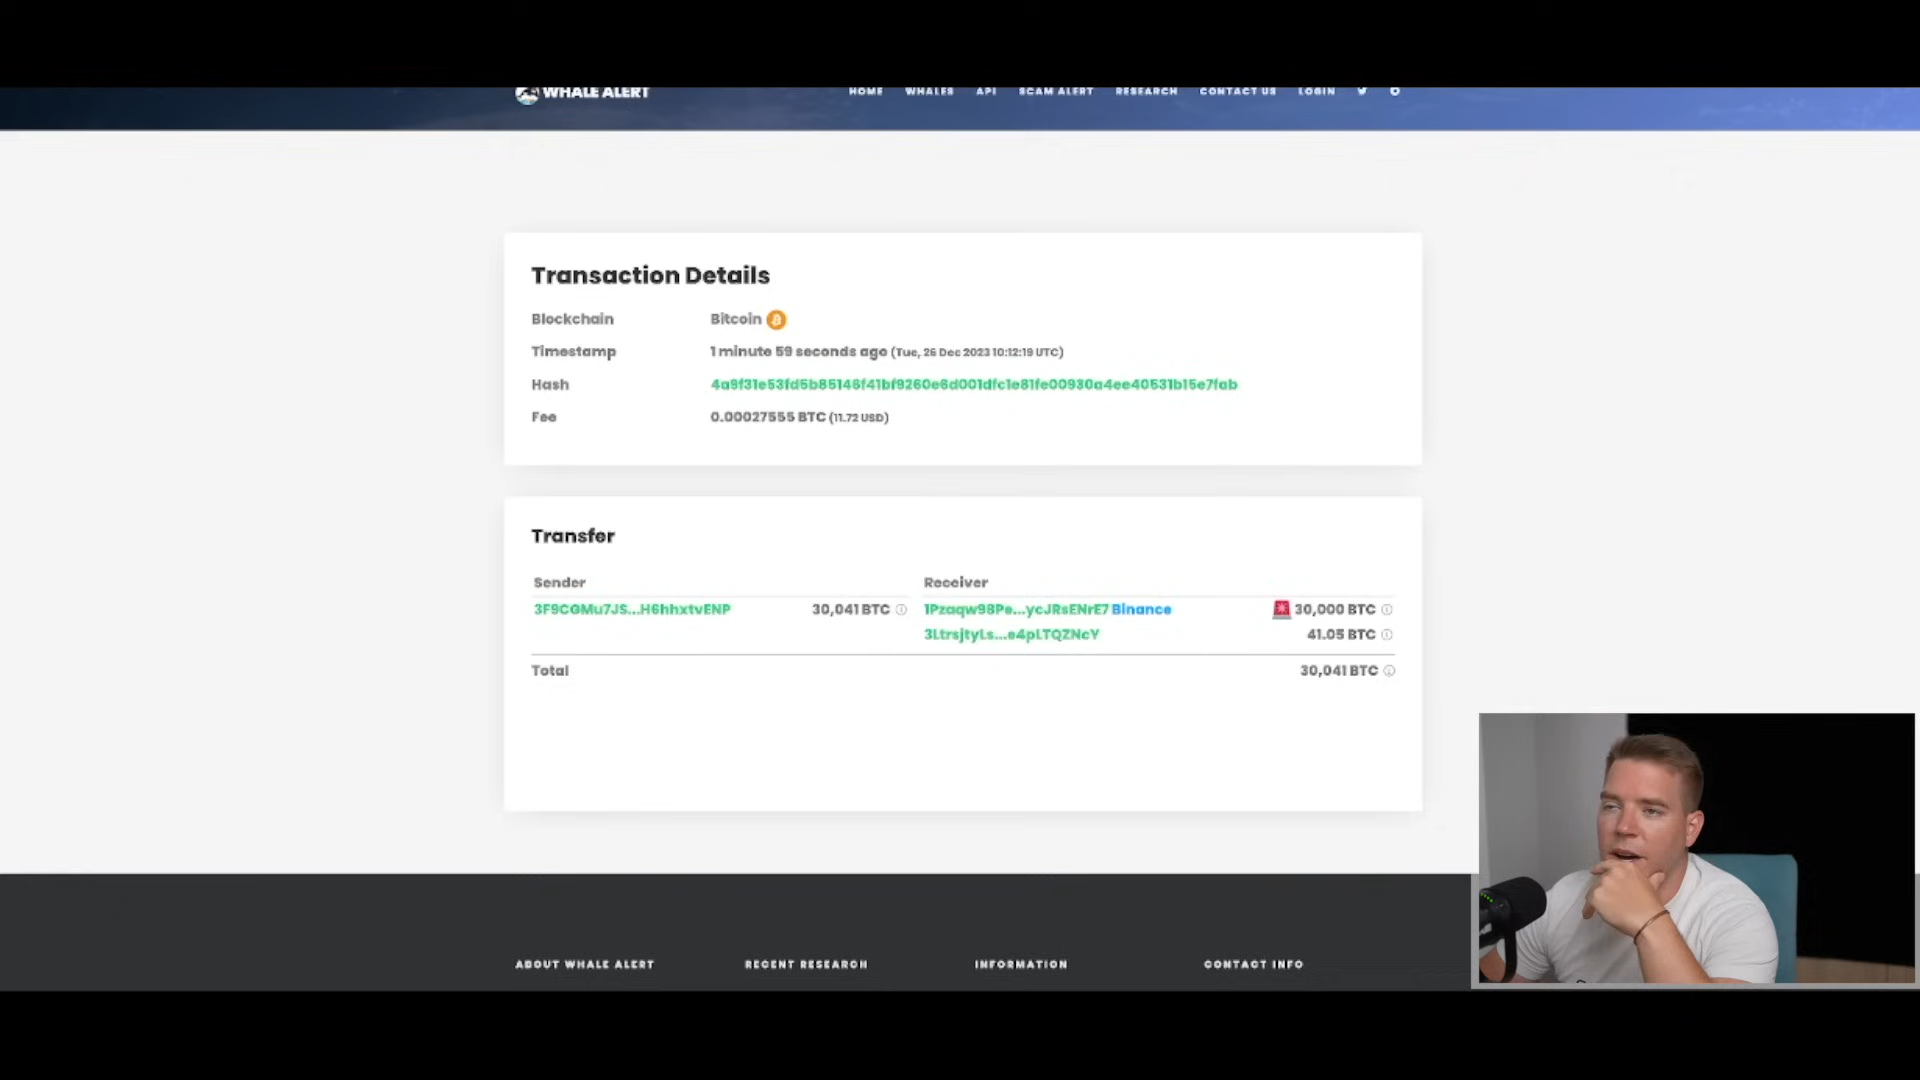 WHALE ALERT HOME WHALES API SCAM ALERT RESEARCH CONTACT US LOGIN
Transaction Details
Blockchain Bitcoin
Timestamp 1 minute 59 seconds ago (Tue, 26 Dec 2023 10:12:19 UTC)
Hash 4a9f31e53fd5b85146f41bf9260e6d001dfc1e81fe00930a4ee40531b15e7fab
Fee 0.00027555 BTC (11.72 USD)
Transfer
Sender Receiver
3F9CGMu7JS...H6hhxtvENP 30,041 BTC 1Pzaqw98Pe...ycJRsENrE7 Binance 30,000 BTC
3LtrsjtyLs...e4pLTQZNcY 41.05 BTC
Total 30,041 BTC
ABOUT WHALE ALERT RECENT RESEARCH INFORMATION CONTACT INFO